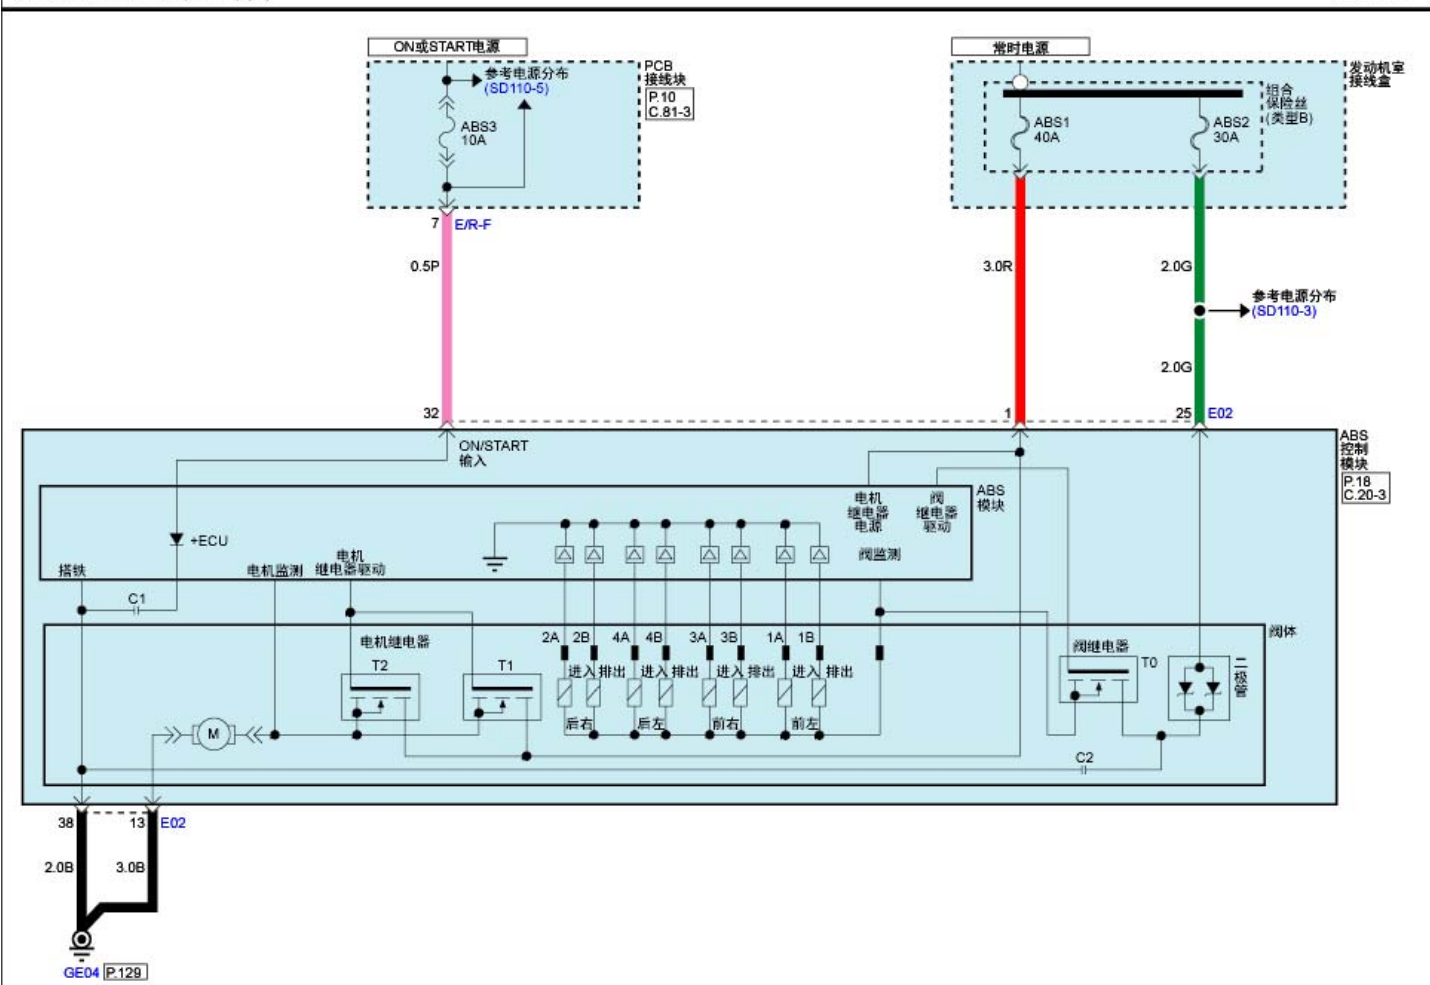 ON或START电源
常时电源
参考电源分布
(SD110-5)
PCB
接线块
P.10
C.81-3
ABS3
10A
发动机室
接线盒
组合
保险丝
(类型B)
ABS1
40A
ABS2
30A
7 E/R-F
0.5P
3.0R
2.0G
参考电源分布
(SD110-3)
2.0G
32
1
25 E02
ON/START
输入
ABS
控制
模块
P.18
C.20-3
电机
继电器
电源
阀
继电器
驱动
ABS
模块
+ECU
阀监测
搭铁
电机监测
电机
继电器驱动
C1
电机继电器
2A 2B 4A 4B 3A 3B 1A 1B
阀体
阀继电器
T2
T1
T0
进入 排出 进入 排出 进入 排出 进入 排出
二极管
后右 后左 前右 前左
M
C2
38
13 E02
2.0B
3.0B
GE04 P.129